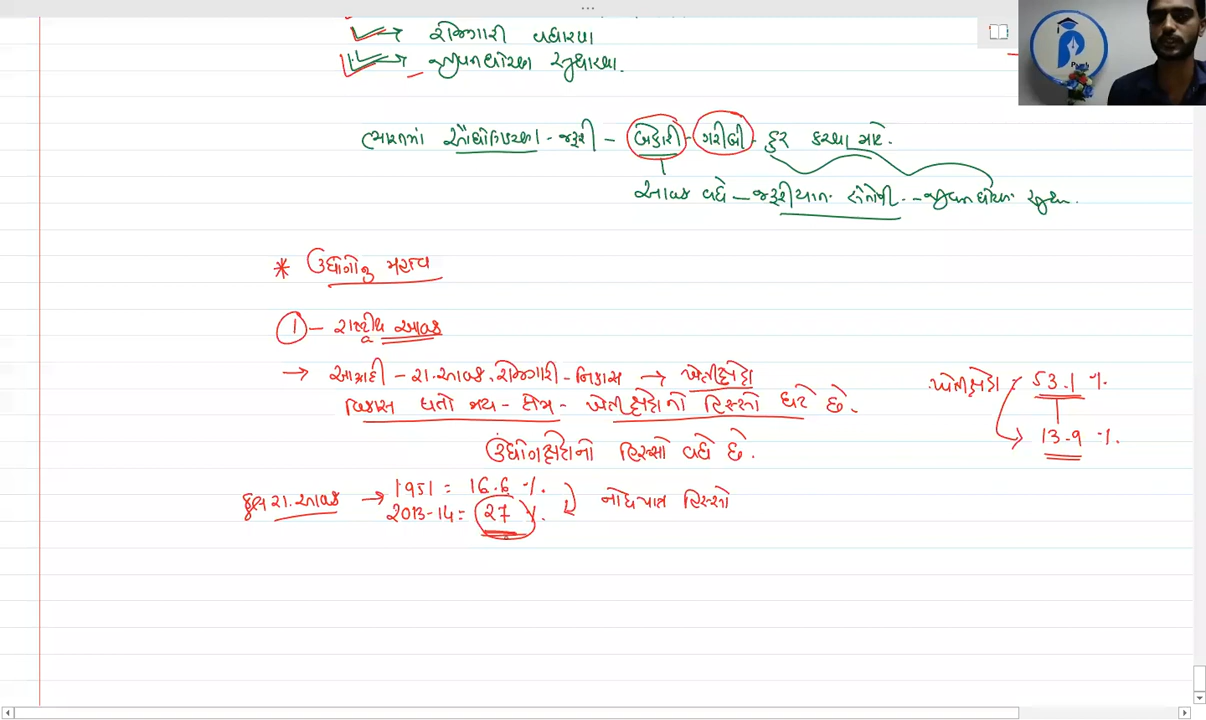 → રોજગારી વધારવા
→ જીવનધોરણ સુધારવા.
ભારતમાં ઔદ્યોગિકરણ - જરૂરી - બેકારી - ગરીબી દુર કરવા માટે.
આવક વધે - જરૂરીયાત સંતોષી - જીવનધોરણ સુધરે.
* ઉદ્યોગોનું મહત્વ
૧ - રાષ્ટ્રીય આવક
→ આઝાદી - રા.આવક, રોજગારી - નિકાસ → ખેતીક્ષેત્રે
વિકાસ થતો જાય - તેમ - ખેતીક્ષેત્રનો હિસ્સો ઘટે છે.
ખેતીક્ષેત્રે 53.1 %
13.9 %.
ઉદ્યોગક્ષેત્રનો હિસ્સો વધે છે.
કુલ રા.આવક → 1951 = 16.6 %.
2013-14 = 27 %.
નોંધપાત્ર હિસ્સો